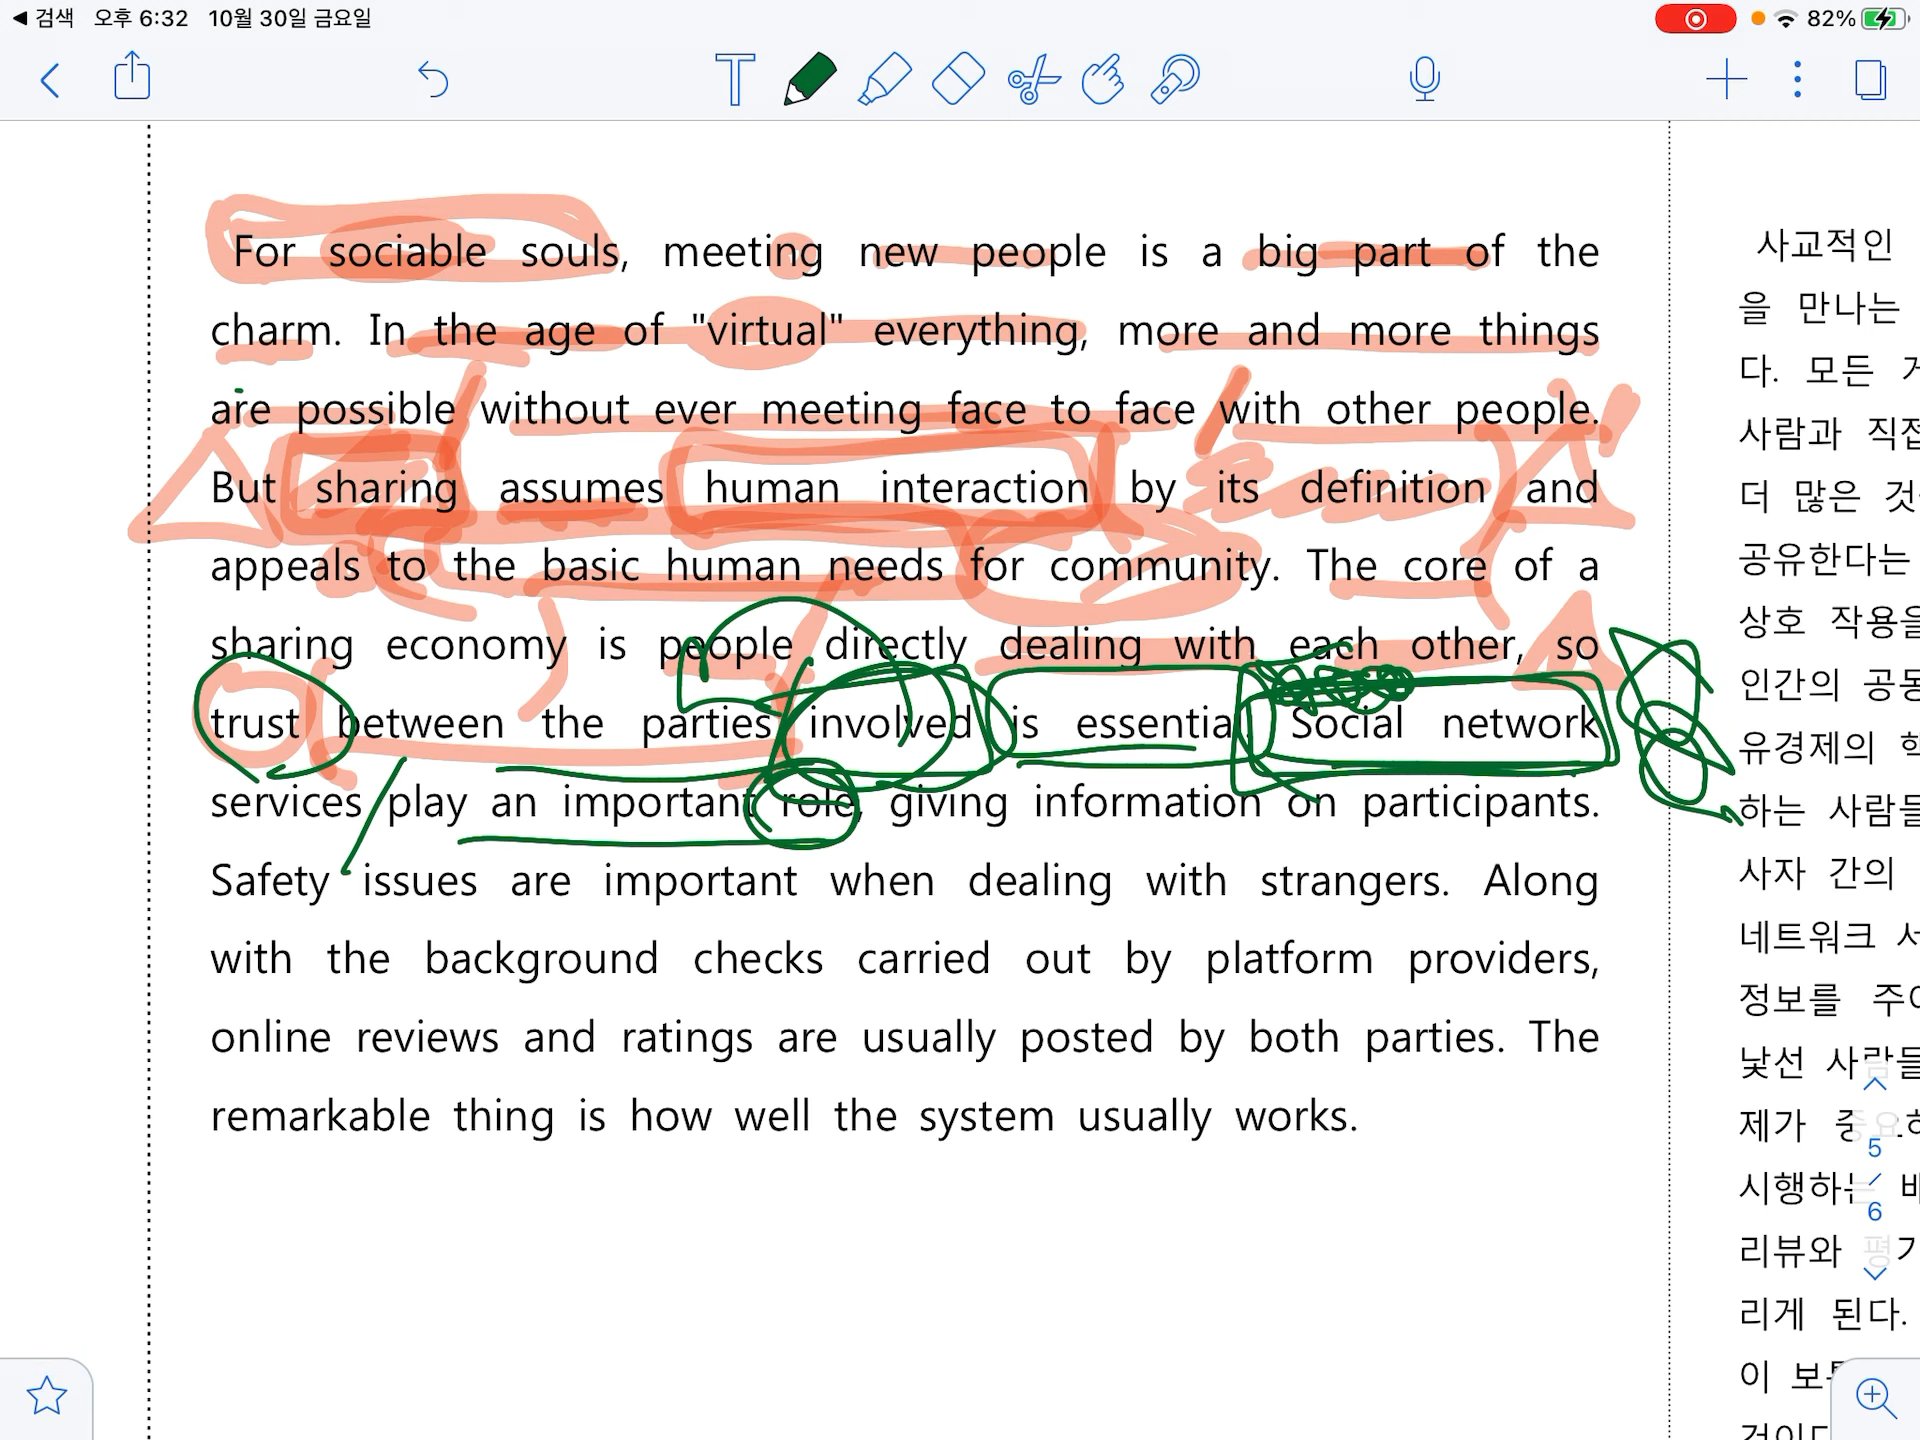 ◀ 검색 오후 6:32 10월 30일 금요일 82%
For sociable souls, meeting new people is a big part of the
charm. In the age of "virtual" everything, more and more things
are possible without ever meeting face to face with other people.
But sharing assumes human interaction by its definition and
appeals to the basic human needs for community. The core of a
sharing economy is people directly dealing with each other, so
trust between the parties involved is essential. Social network
services play an important role, giving information on participants.
Safety issues are important when dealing with strangers. Along
with the background checks carried out by platform providers,
online reviews and ratings are usually posted by both parties. The
remarkable thing is how well the system usually works.
사교적인
을 만나는
다. 모든
사람과 직접
더 많은
공유한다는
상호 작용을
인간의 공동
유경제의
하는 사람들
사자 간의
네트워크
정보를
낯선 사람들
제가
시행하는
리뷰와
리게 된다.
이
5
6